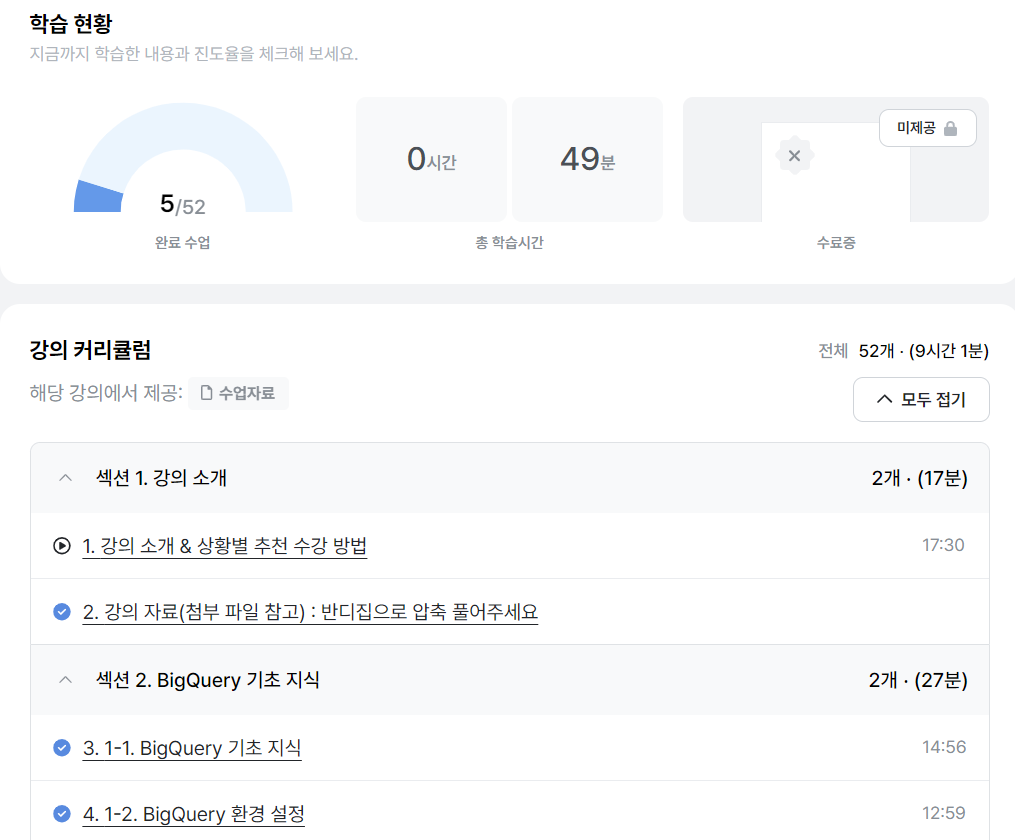 학습 현황
지금까지 학습한 내용과 진도율을 체크해 보세요.
5/52
완료 수업
0시간
49분
총 학습시간
미제공
수료증
강의 커리큘럼
전체 52개 · (9시간 1분)
해당 강의에서 제공: 수업자료
모두 접기
섹션 1. 강의 소개
2개 · (17분)
1. 강의 소개 & 상황별 추천 수강 방법
17:30
2. 강의 자료(첨부 파일 참고) : 반디집으로 압축 풀어주세요
섹션 2. BigQuery 기초 지식
2개 · (27분)
3. 1-1. BigQuery 기초 지식
14:56
4. 1-2. BigQuery 환경 설정
12:59